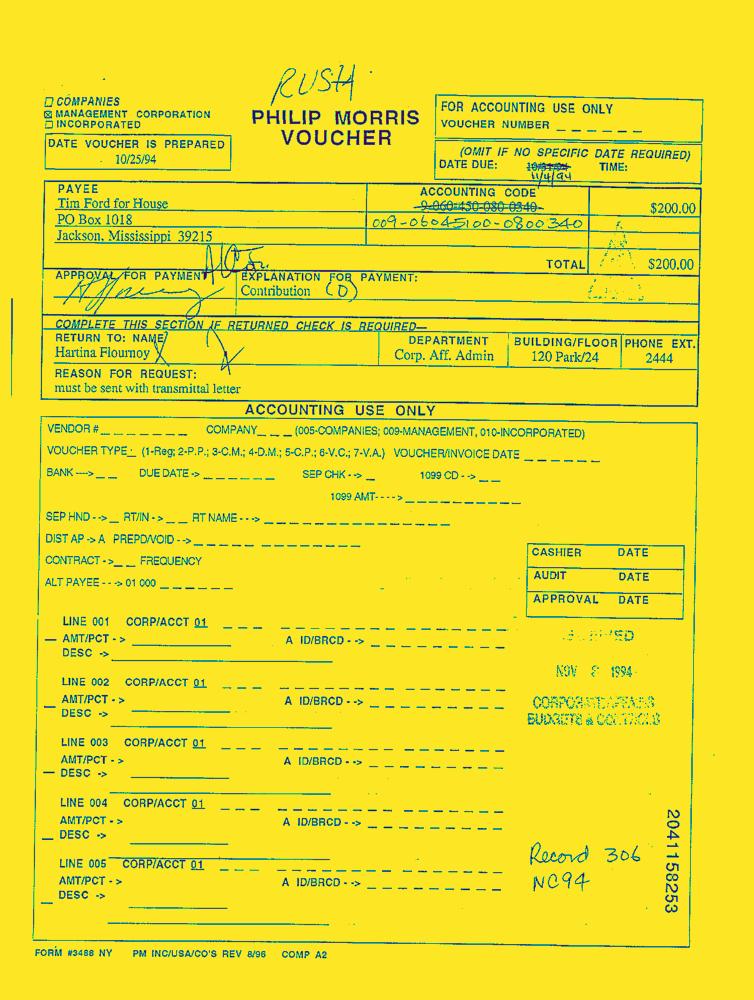 RUSH
☐ COMPANIES
☒ MANAGEMENT CORPORATION
☐ INCORPORATED
PHILIP MORRIS
VOUCHER
FOR ACCOUNTING USE ONLY
VOUCHER NUMBER _ _ _ _ _ _
DATE VOUCHER IS PREPARED
10/25/94
(OMIT IF NO SPECIFIC DATE REQUIRED)
DATE DUE: 10/31/94 TIME:
11/4/94
PAYEE ACCOUNTING CODE
Tim Ford for House 9-060-450-080-0340 $200.00
PO Box 1018 009-06045100-0800340
Jackson, Mississippi 39215
TOTAL $200.00
APPROVAL FOR PAYMENT EXPLANATION FOR PAYMENT:
Contribution (D)
COMPLETE THIS SECTION IF RETURNED CHECK IS REQUIRED—
RETURN TO: NAME DEPARTMENT BUILDING/FLOOR PHONE EXT.
Hartina Flournoy Corp. Aff. Admin 120 Park/24 2444
REASON FOR REQUEST:
must be sent with transmittal letter
ACCOUNTING USE ONLY
VENDOR # _ _ _ _ _ _ _ COMPANY _ _ _ (005-COMPANIES; 009-MANAGEMENT, 010-INCORPORATED)
VOUCHER TYPE _ (1-Reg; 2-P.P.; 3-C.M.; 4-D.M.; 5-C.P.; 6-V.C.; 7-V.A.) VOUCHER/INVOICE DATE _ _ _ _ _ _
BANK ----> _ _ DUE DATE -> _ _ _ _ _ _ SEP CHK --> _ 1099 CD --> _ _
1099 AMT----> _ _ _ _ _ _ _ _ _ _
SEP HND --> _ RT/IN -> _ _ RT NAME ---> _ _ _ _ _ _ _ _ _ _ _ _ _ _ _
DIST AP -> A PREPD/VOID --> _ _ _ _ _ _ _ _ _ _ _ _ _
CONTRACT -> _ _ FREQUENCY
ALT PAYEE ---> 01 000 _ _ _ _ _ _
CASHIER DATE
AUDIT DATE
APPROVAL DATE
LINE 001 CORP/ACCT 01 _ _ _ _ _ _ _ _ _ _ _ _ _ _
AMT/PCT -> A ID/BRCD --> _ _ _ _ _ _ _ _
DESC ->
NOV 1994
LINE 002 CORP/ACCT 01 _ _ _ _ _ _ _ _ _ _ _ _ _ _
AMT/PCT -> A ID/BRCD --> _ _ _ _ _ _ _ _
DESC ->
CORPORATE AFFAIRS
BUDGETS & CONTROLS
LINE 003 CORP/ACCT 01 _ _ _ _ _ _ _ _ _ _ _ _ _ _
AMT/PCT -> A ID/BRCD --> _ _ _ _ _ _ _ _
DESC ->
LINE 004 CORP/ACCT 01 _ _ _ _ _ _ _ _ _ _ _ _ _ _
AMT/PCT -> A ID/BRCD --> _ _ _ _ _ _ _ _
DESC ->
LINE 005 CORP/ACCT 01 _ _ _ _ _ _ _ _ _ _ _ _ _ _
AMT/PCT -> A ID/BRCD --> _ _ _ _ _ _ _ _
DESC ->
Record 306
NC94
2041158253
FORM #3488 NY PM INC/USA/CO'S REV 8/96 COMP A2